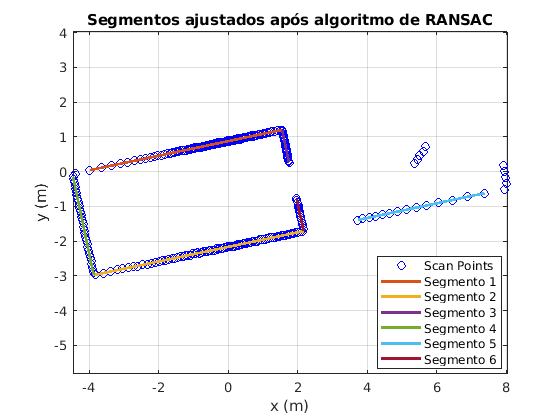 Segmentos ajustados após algoritmo de RANSAC
y (m)
4
3
2
1
0
-1
-2
-3
-4
-5
Scan Points
Segmento 1
Segmento 2
Segmento 3
Segmento 4
Segmento 5
Segmento 6
-4 -2 0 2 4 6 8
x (m)